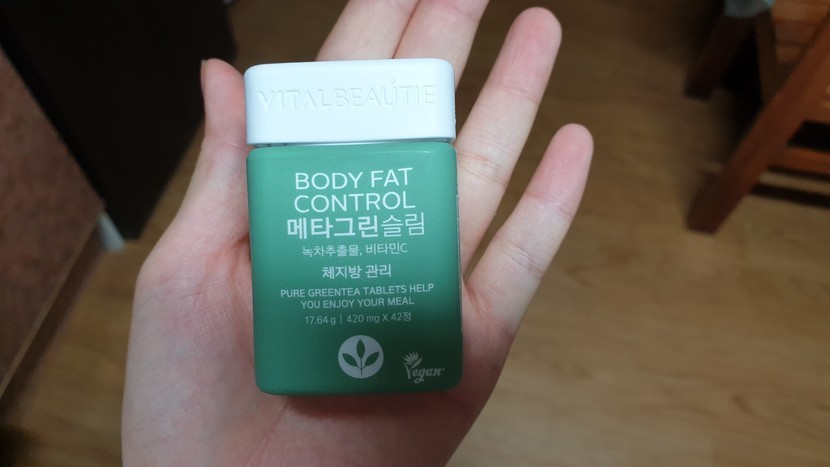 VITALBEAUTIE
BODY FAT
CONTROL
메타그린슬림
녹차추출물, 비타민C
체지방 관리
PURE GREENTEA TABLETS HELP
YOU ENJOY YOUR MEAL
17.64 g | 420 mg X 42정
Vegan